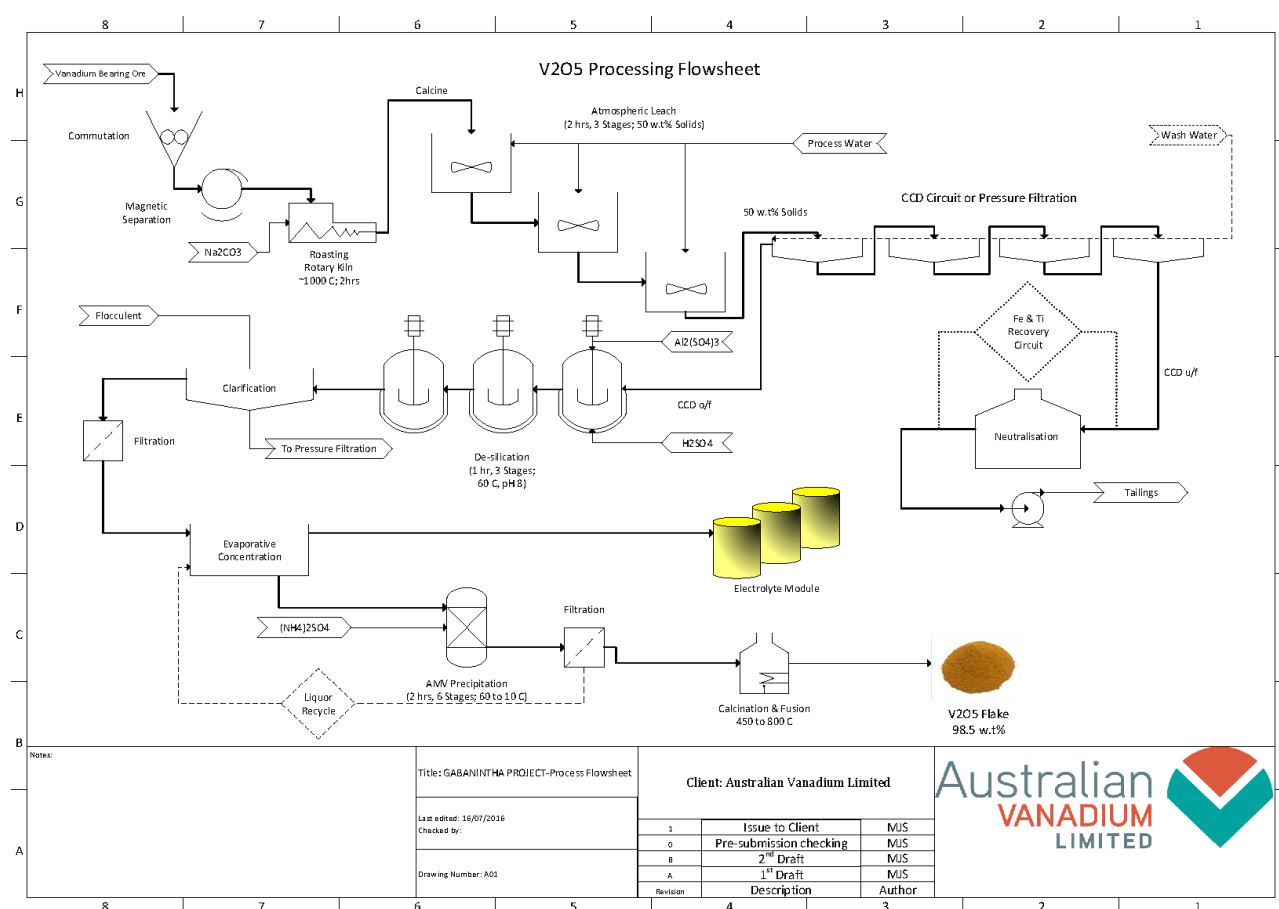 8 7 6 5 4 3 2 1
V2O5 Processing Flowsheet
H
Vanadium Bearing Ore
Calcine
Atmospheric Leach
(2 hrs, 3 Stages; 50 wt% Solids)
Commutation
Process Water
Wash Water
G
Magnetic
Separation
50 w.t% Solids
CCD Circuit or Pressure Filtration
Na2CO3
Roasting
Rotary Kiln
~1000 C; 2hrs
F
Flocculent
Al2(SO4)3
Fe & Ti
Recovery
Circuit
CCD u/f
E
Clarification
CCD o/f
Filtration
To Pressure Filtration
De-silication
(1 hr, 3 Stages;
60 C, pH 8)
H2SO4
Neutralisation
D
Tailings
Evaporative
Concentration
Electrolyte Module
C
(NH4)2SO4
Filtration
AMV Precipitation
(2 hrs, 6 Stages; 60 to 10 C)
Liquor
Recycle
Calcination & Fusion
450 to 800 C
V2O5 Flake
98.5 w.t%
B
Notes:
Title: GABANINTHA PROJECT-Process Flowsheet
Last edited: 16/07/2016
Checked by:
Drawing Number: A01
Client: Australian Vanadium Limited
1 Issue to Client MJS
0 Pre-submission checking MJS
B 2nd Draft MJS
A 1st Draft MJS
Revision Description Author
Australian
VANADIUM
LIMITED
A
8 7 6 5 4 3 2 1